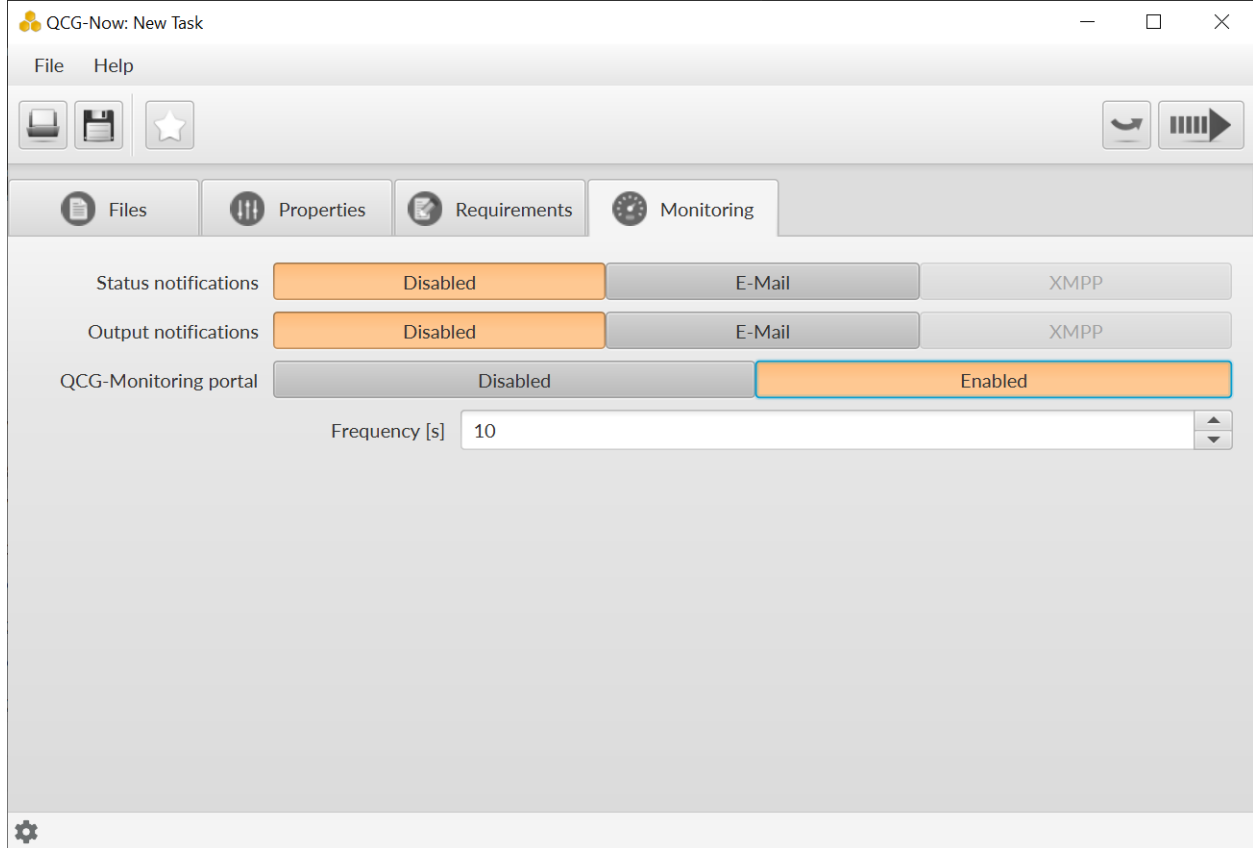 QCG-Now: New Task
File Help
Files Properties Requirements Monitoring
Status notifications Disabled E-Mail XMPP
Output notifications Disabled E-Mail XMPP
QCG-Monitoring portal Disabled Enabled
Frequency [s] 10